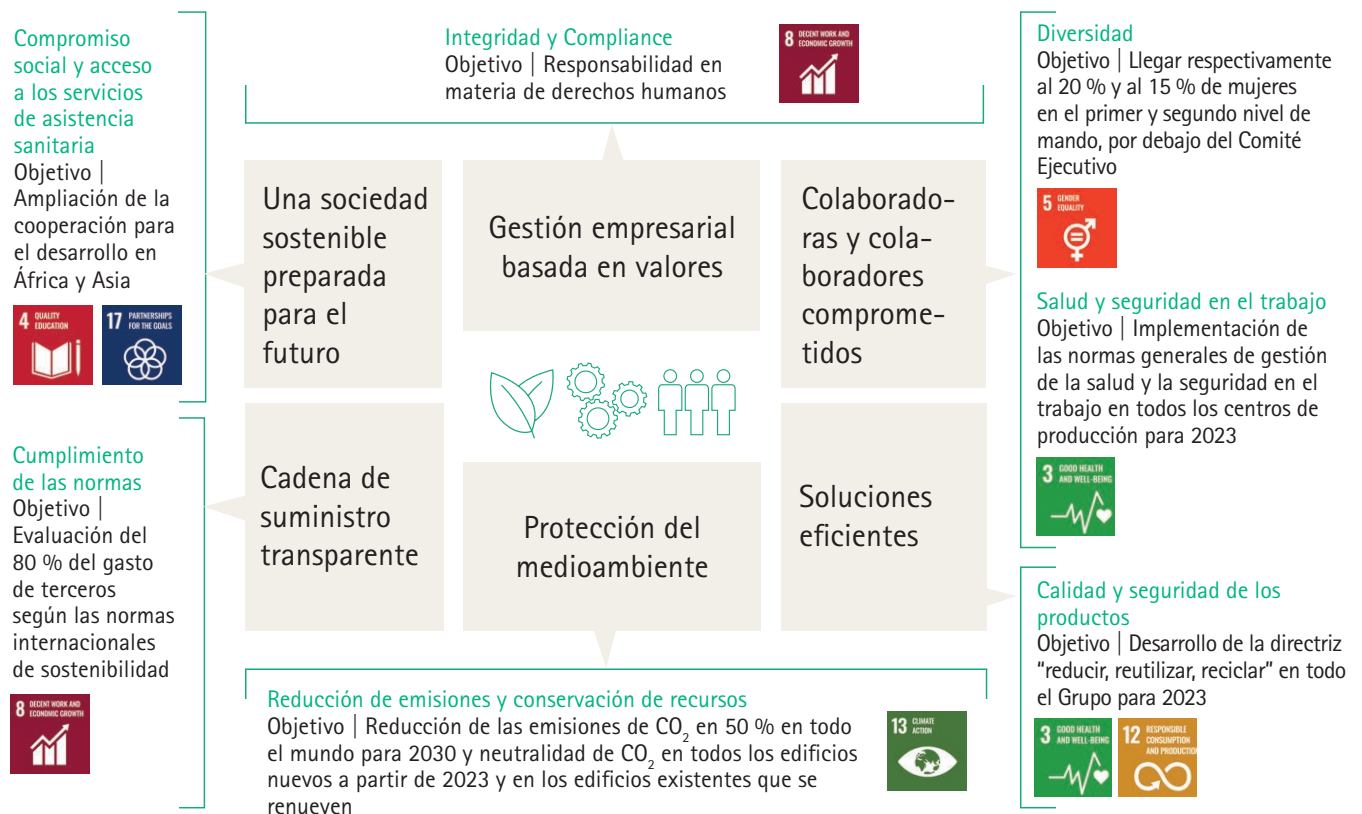 Compromiso
social y acceso
a los servicios
de asistencia
sanitaria
Objetivo |
Ampliación de la
cooperación para
el desarrollo en
África y Asia
4 QUALITY
EDUCATION
17 PARTNERSHIPS
FOR THE GOALS
Integridad y Compliance
Objetivo | Responsabilidad en
materia de derechos humanos
8 DECENT WORK AND
ECONOMIC GROWTH
Diversidad
Objetivo | Llegar respectivamente
al 20 % y al 15 % de mujeres
en el primer y segundo nivel de
mando, por debajo del Comité
Ejecutivo
5 GENDER
EQUALITY
Salud y seguridad en el trabajo
Objetivo | Implementación de
las normas generales de gestión
de la salud y la seguridad en el
trabajo en todos los centros de
producción para 2023
3 GOOD HEALTH
AND WELL-BEING
Una sociedad
sostenible
preparada
para el
futuro
Gestión empresarial
basada en valores
Colaborado-
ras y cola-
boradores
comprome-
tidos
Cadena de
suministro
transparente
Protección del
medioambiente
Soluciones
eficientes
Cumplimiento
de las normas
Objetivo |
Evaluación del
80 % del gasto
de terceros
según las normas
internacionales
de sostenibilidad
8 DECENT WORK AND
ECONOMIC GROWTH
Reducción de emisiones y conservación de recursos
Objetivo | Reducción de las emisiones de CO₂ en 50 % en todo
el mundo para 2030 y neutralidad de CO₂ en todos los edificios
nuevos a partir de 2023 y en los edificios existentes que se
renueven
13 CLIMATE
ACTION
Calidad y seguridad de los
productos
Objetivo | Desarrollo de la directriz
“reducir, reutilizar, reciclar” en todo
el Grupo para 2023
3 GOOD HEALTH
AND WELL-BEING
12 RESPONSIBLE
CONSUMPTION
AND PRODUCTION